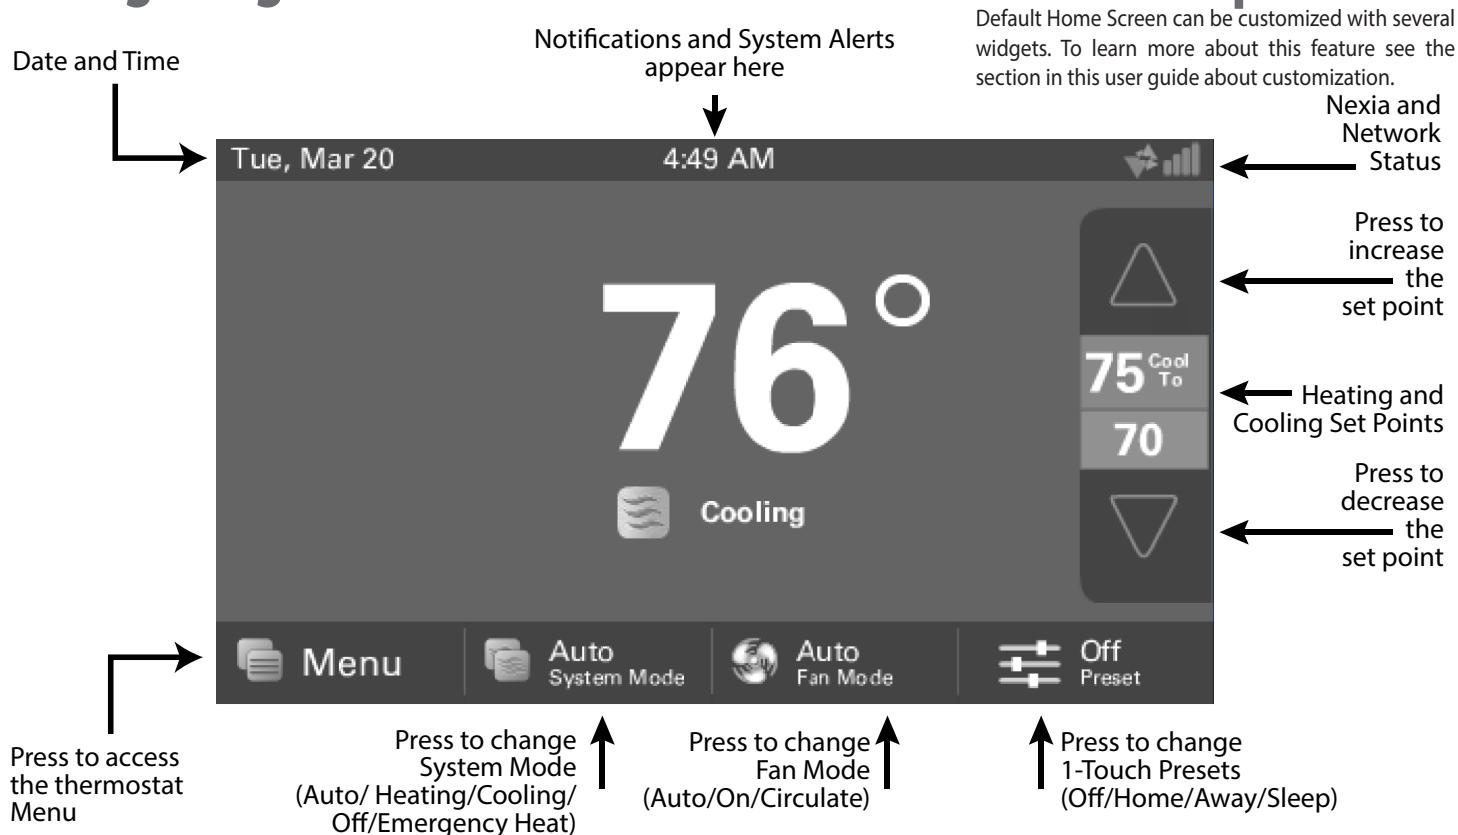 Default Home Screen can be customized with several
widgets. To learn more about this feature see the
section in this user guide about customization.
Date and Time
Notifications and System Alerts
appear here
Nexia and
Network
Status
Tue, Mar 20
4:49 AM
Press to
increase
the
set point
76°
75 Cool
To
70
Heating and
Cooling Set Points
Cooling
Press to
decrease
the
set point
Menu
Auto
System Mode
Auto
Fan Mode
Off
Preset
Press to access
the thermostat
Menu
Press to change
System Mode
(Auto/ Heating/Cooling/
Off/Emergency Heat)
Press to change
Fan Mode
(Auto/On/Circulate)
Press to change
1-Touch Presets
(Off/Home/Away/Sleep)